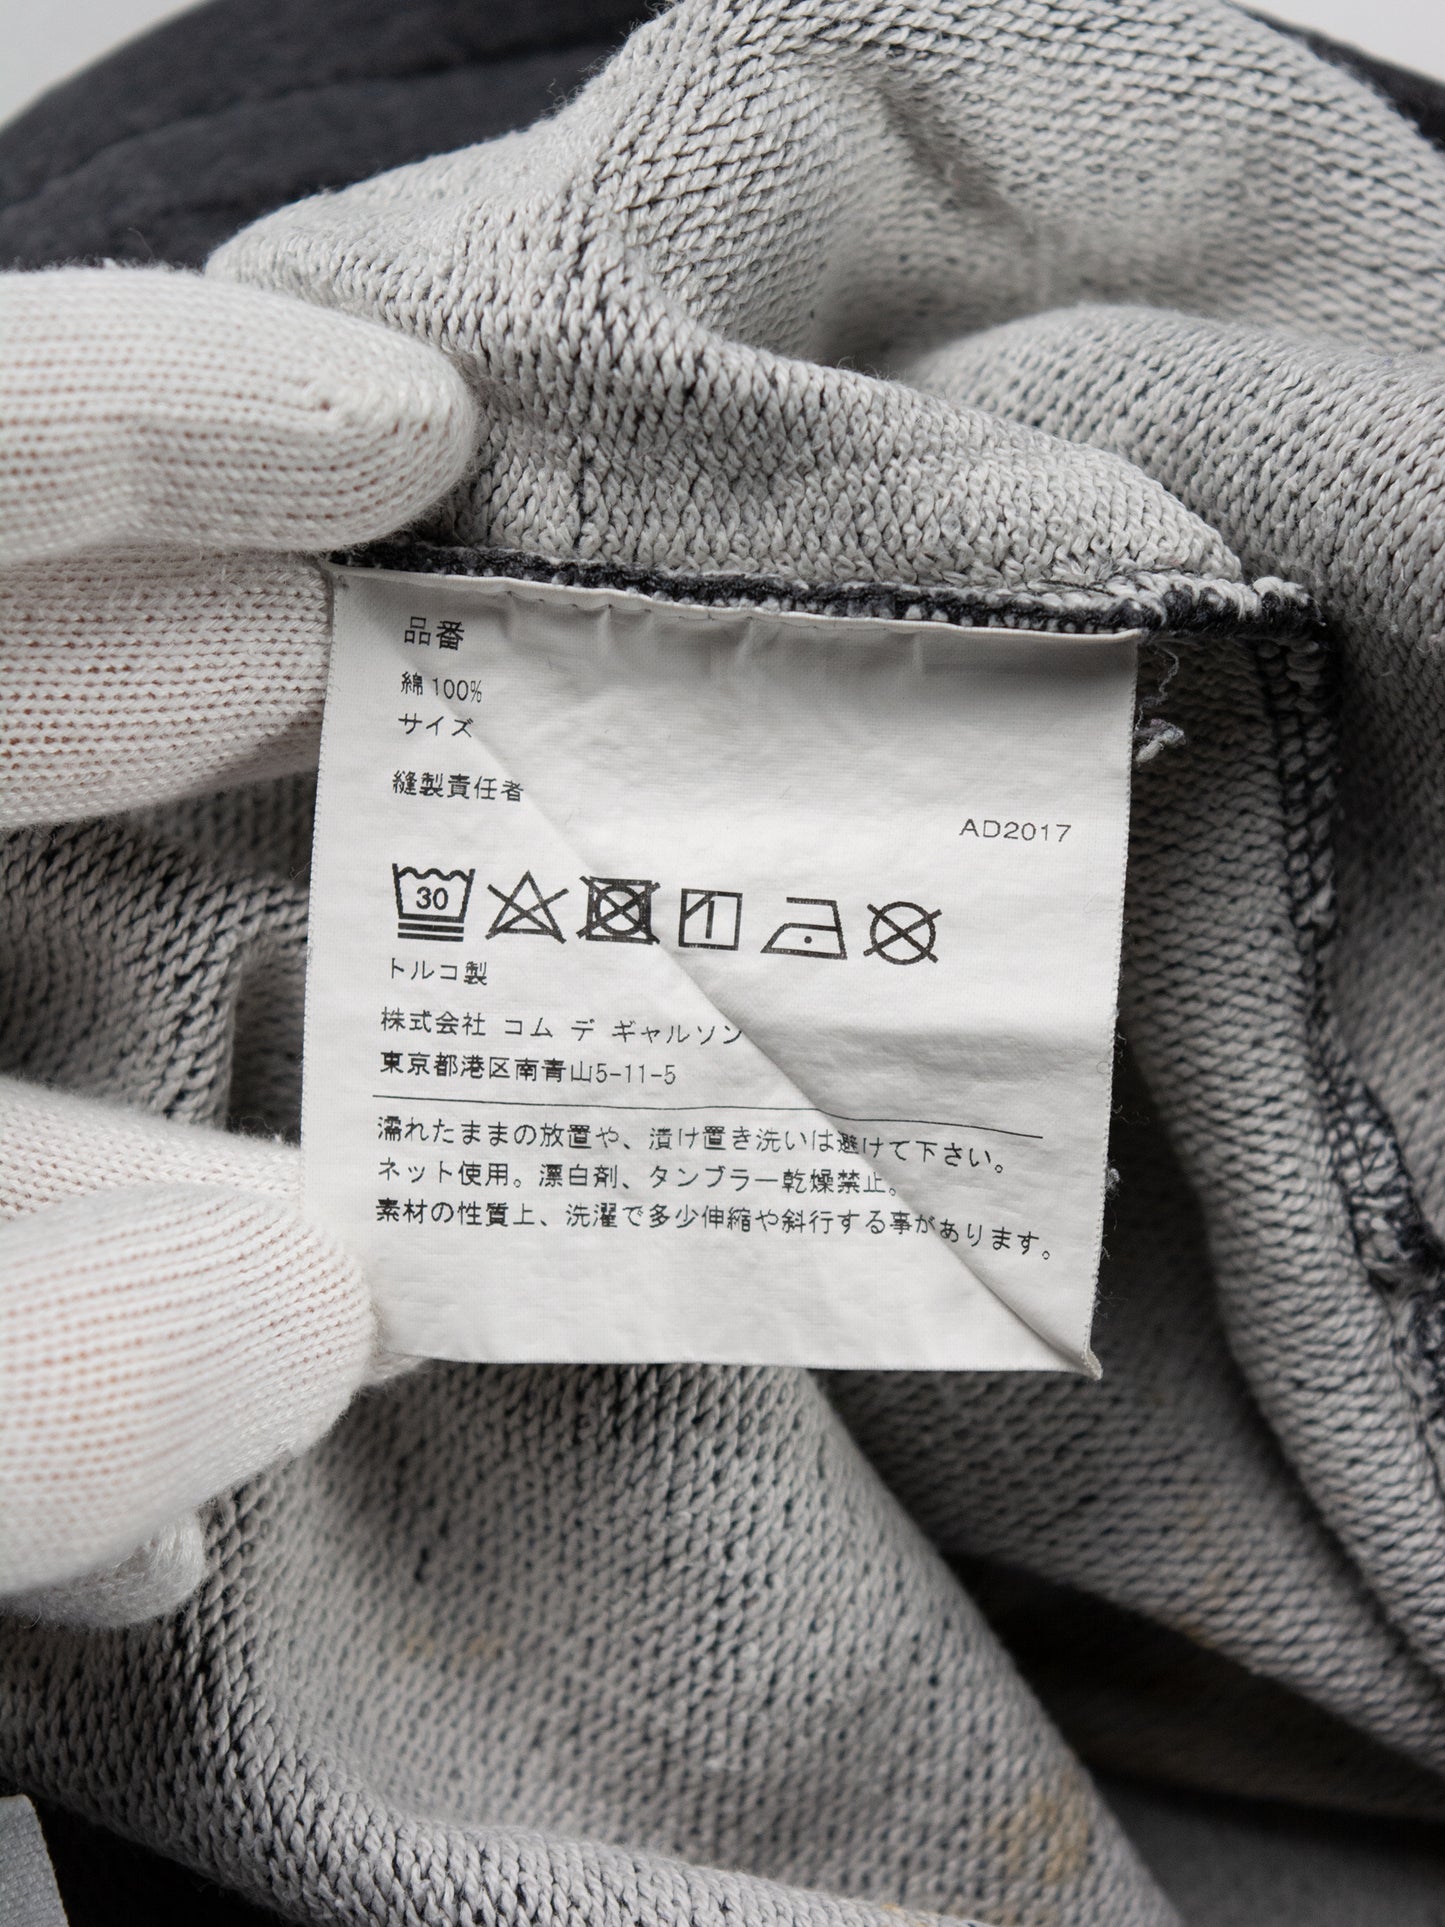 品番
綿 100%
サイズ
縫製責任者
AD2017
30
トルコ製
株式会社 コム デ ギャルソン
東京都港区南青山5-11-5
濡れたままの放置や、漬け置き洗いは避けて下さい。
ネット使用。漂白剤、タンブラー乾燥禁止。
素材の性質上、洗濯で多少伸縮や斜行する事があります。